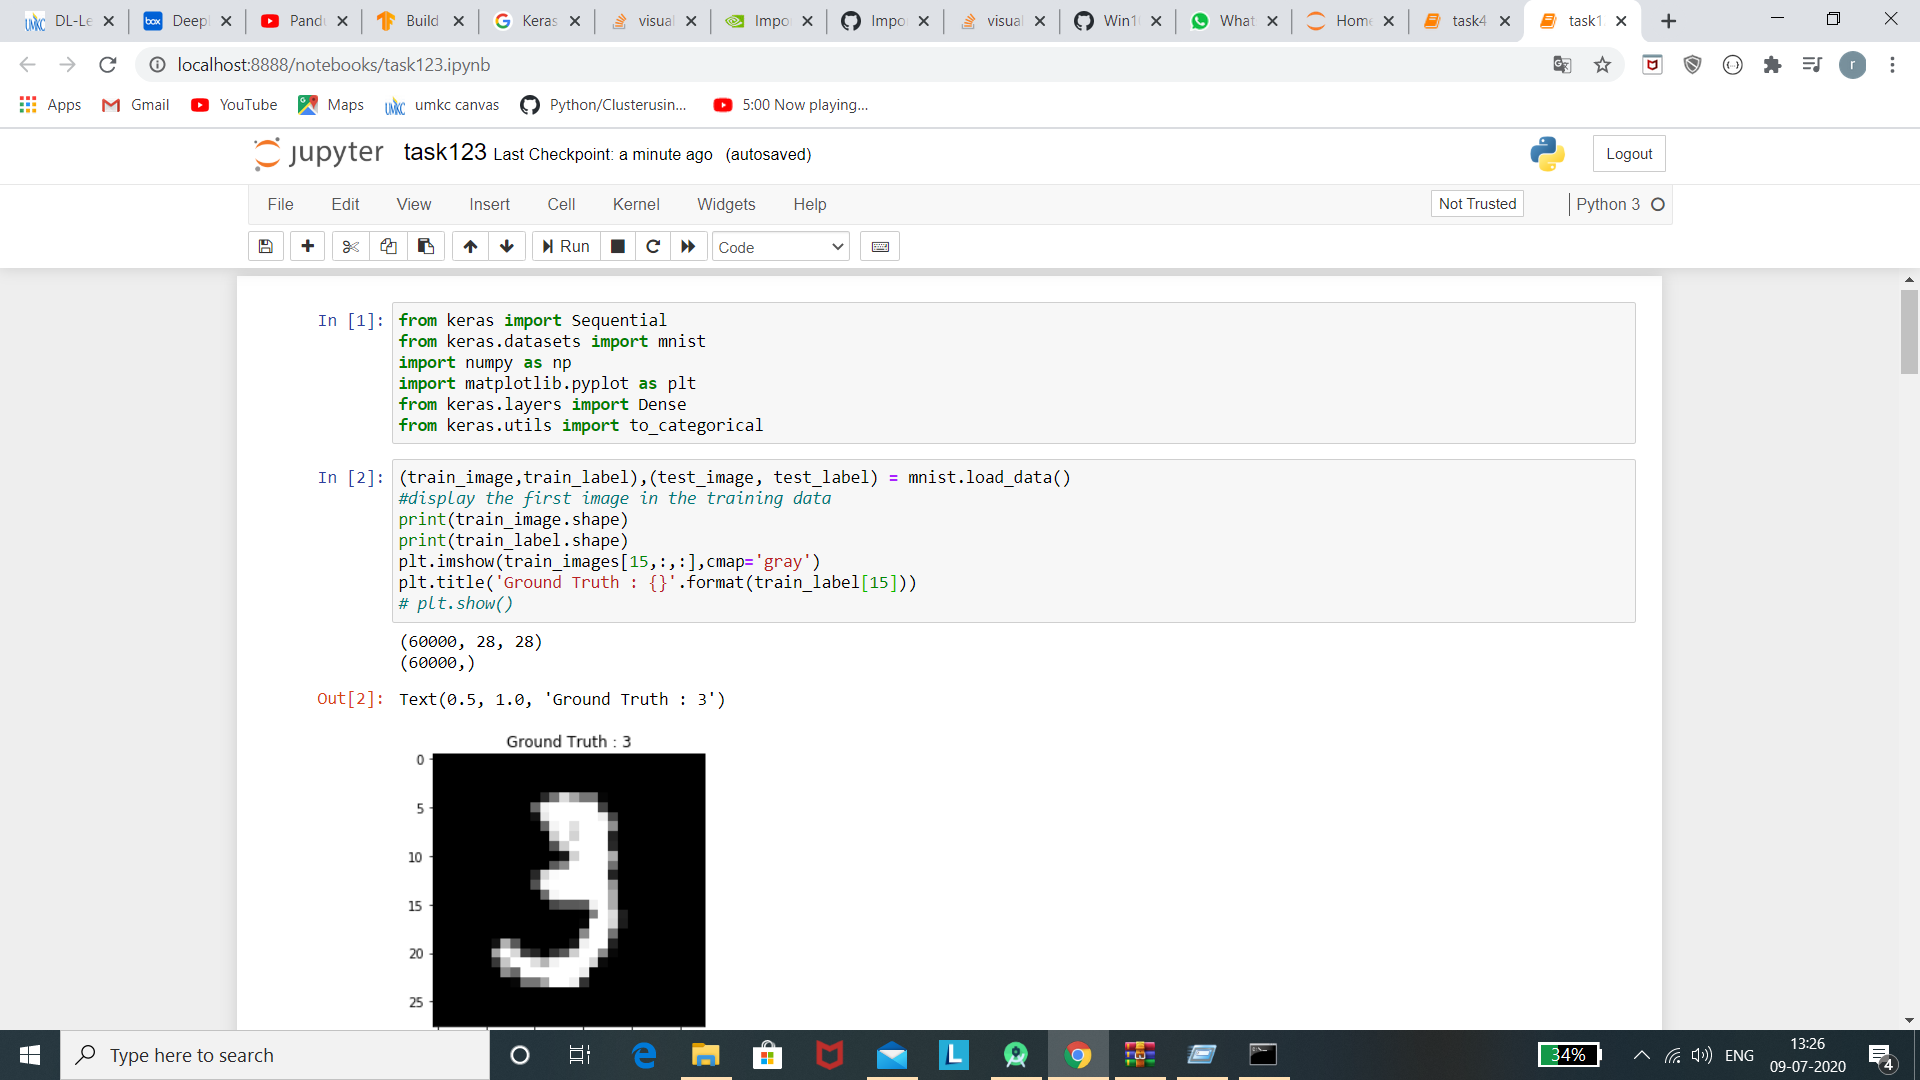 DL-Le
Deepl
Pandu
Build
Keras
visual
Impo
Impo
visual
Win1
What
Home
task4
task1
localhost:8888/notebooks/task123.ipynb
r
Apps
Gmail
YouTube
Maps
UMKC umkc canvas
Python/Clusterusin...
5:00 Now playing...
jupyter task123 Last Checkpoint: a minute ago (autosaved)
Logout
File Edit View Insert Cell Kernel Widgets Help
Not Trusted
Python 3
Run
Code
In [1]: from keras import Sequential
from keras.datasets import mnist
import numpy as np
import matplotlib.pyplot as plt
from keras.layers import Dense
from keras.utils import to_categorical
In [2]: (train_image,train_label),(test_image, test_label) = mnist.load_data()
#display the first image in the training data
print(train_image.shape)
print(train_label.shape)
plt.imshow(train_images[15,:,:],cmap='gray')
plt.title('Ground Truth : {}'.format(train_label[15]))
# plt.show()
(60000, 28, 28)
(60000,)
Out[2]: Text(0.5, 1.0, 'Ground Truth : 3')
Ground Truth : 3
0
5
10
15
20
25
Type here to search
34%
ENG
13:26
09-07-2020
4